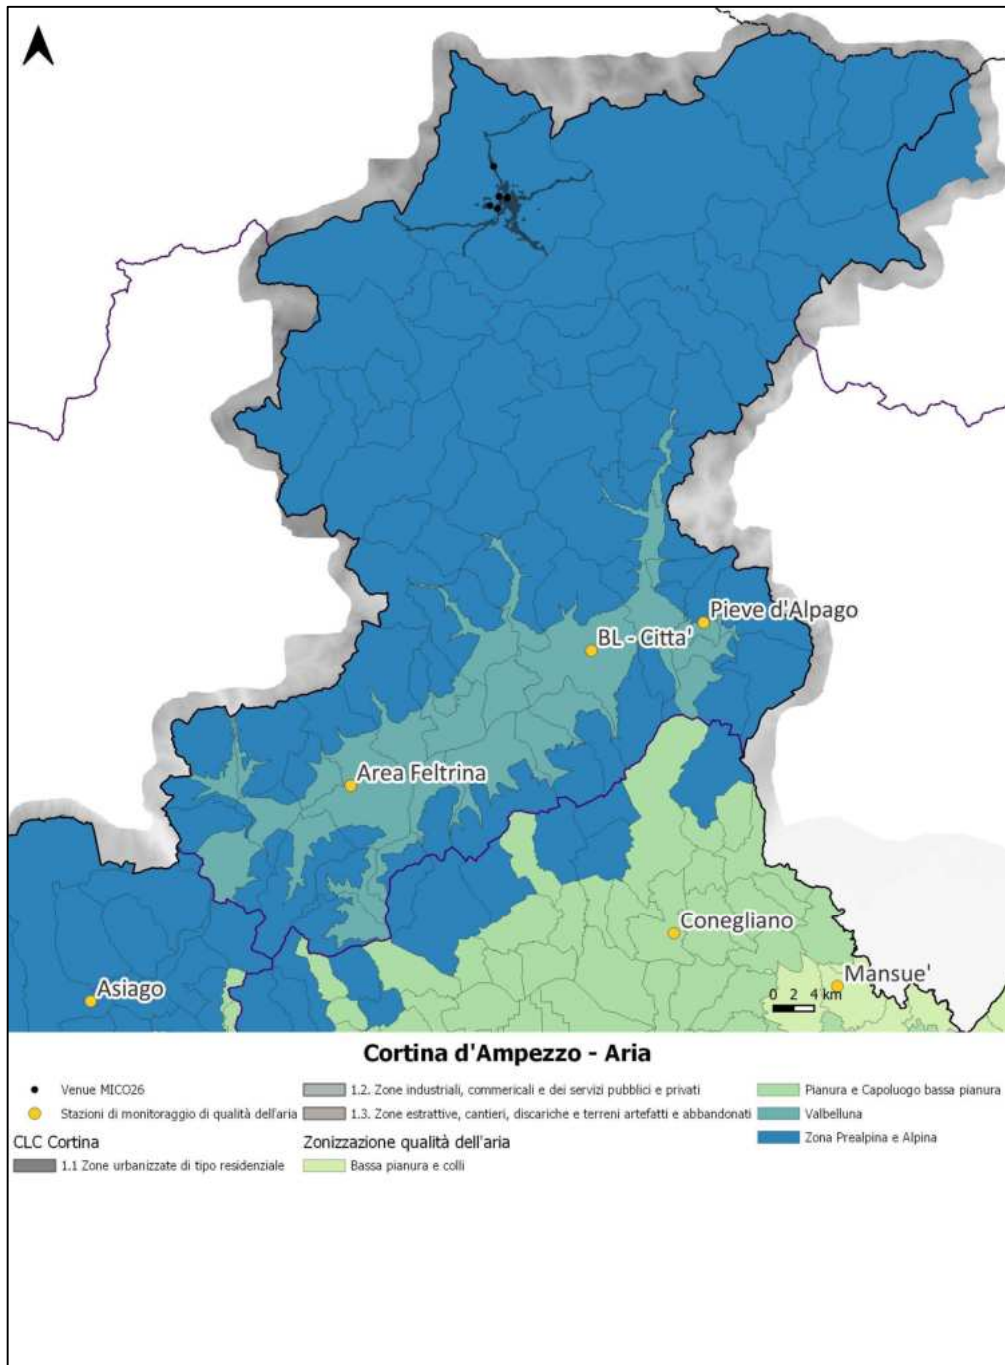 Pieve d'Alpago
BL - Citta'
Area Feltrina
Conegliano
Asiago
Mansue'
0 2 4 km
Cortina d'Ampezzo - Aria
Venue MICO26
Stazioni di monitoraggio di qualità dell'aria
CLC Cortina
1.1 Zone urbanizzate di tipo residenziale
1.2. Zone industriali, commericali e dei servizi pubblici e privati
1.3. Zone estrattive, cantieri, discariche e terreni artefatti e abbandonati
Zonizzazione qualità dell'aria
Bassa pianura e colli
Pianura e Capoluogo bassa pianura
Valbelluna
Zona Prealpina e Alpina